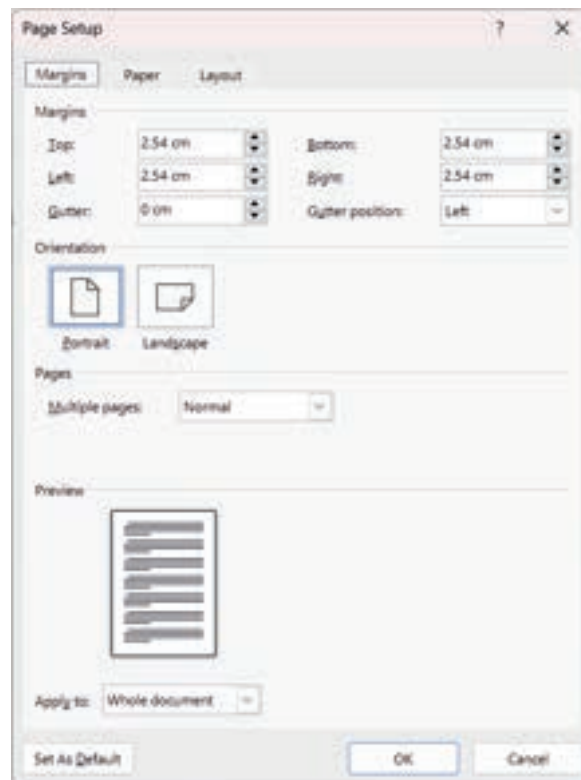 Page Setup ? ×
Margins Paper Layout
Margins
Top: 2.54 cm Bottom: 2.54 cm
Left: 2.54 cm Right: 2.54 cm
Gutter: 0 cm Gutter position: Left
Orientation
Portrait Landscape
Pages
Multiple pages: Normal
Preview
Apply to: Whole document
Set As Default OK Cancel